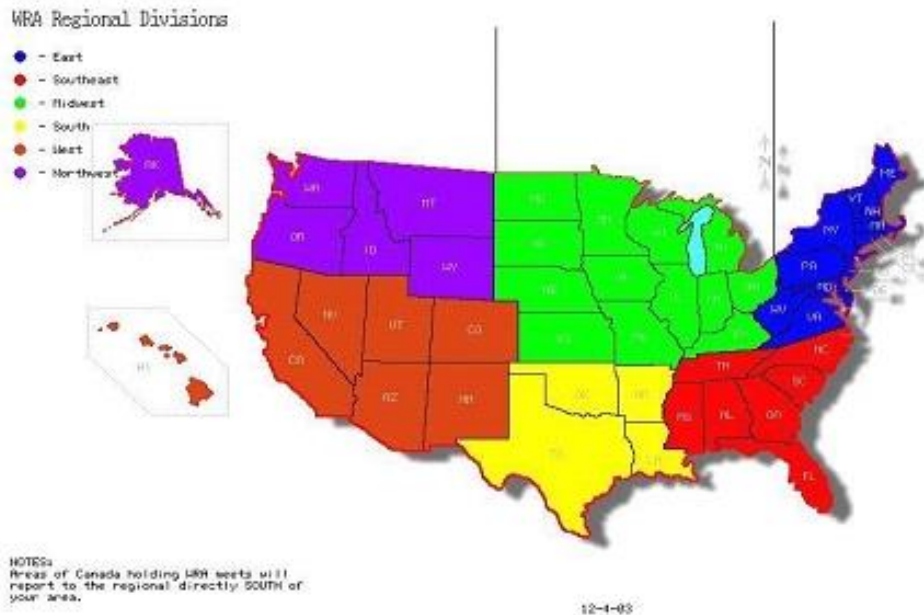 WRA Regional Divisions
- East
- Southeast
- Midwest
- South
- West
- Northwest
AK
WA
MT
ME
VT
NH
OR
ID
WY
NY
PA
MD
WV
VA
NV
UT
CO
CA
AZ
NM
HI
TN
NC
SC
MS
AL
GA
FL
OK
AR
TX
LA
NOTES:
Areas of Canada holding WRA meets will
report to the regional directly SOUTH of
your area.
12-4-03